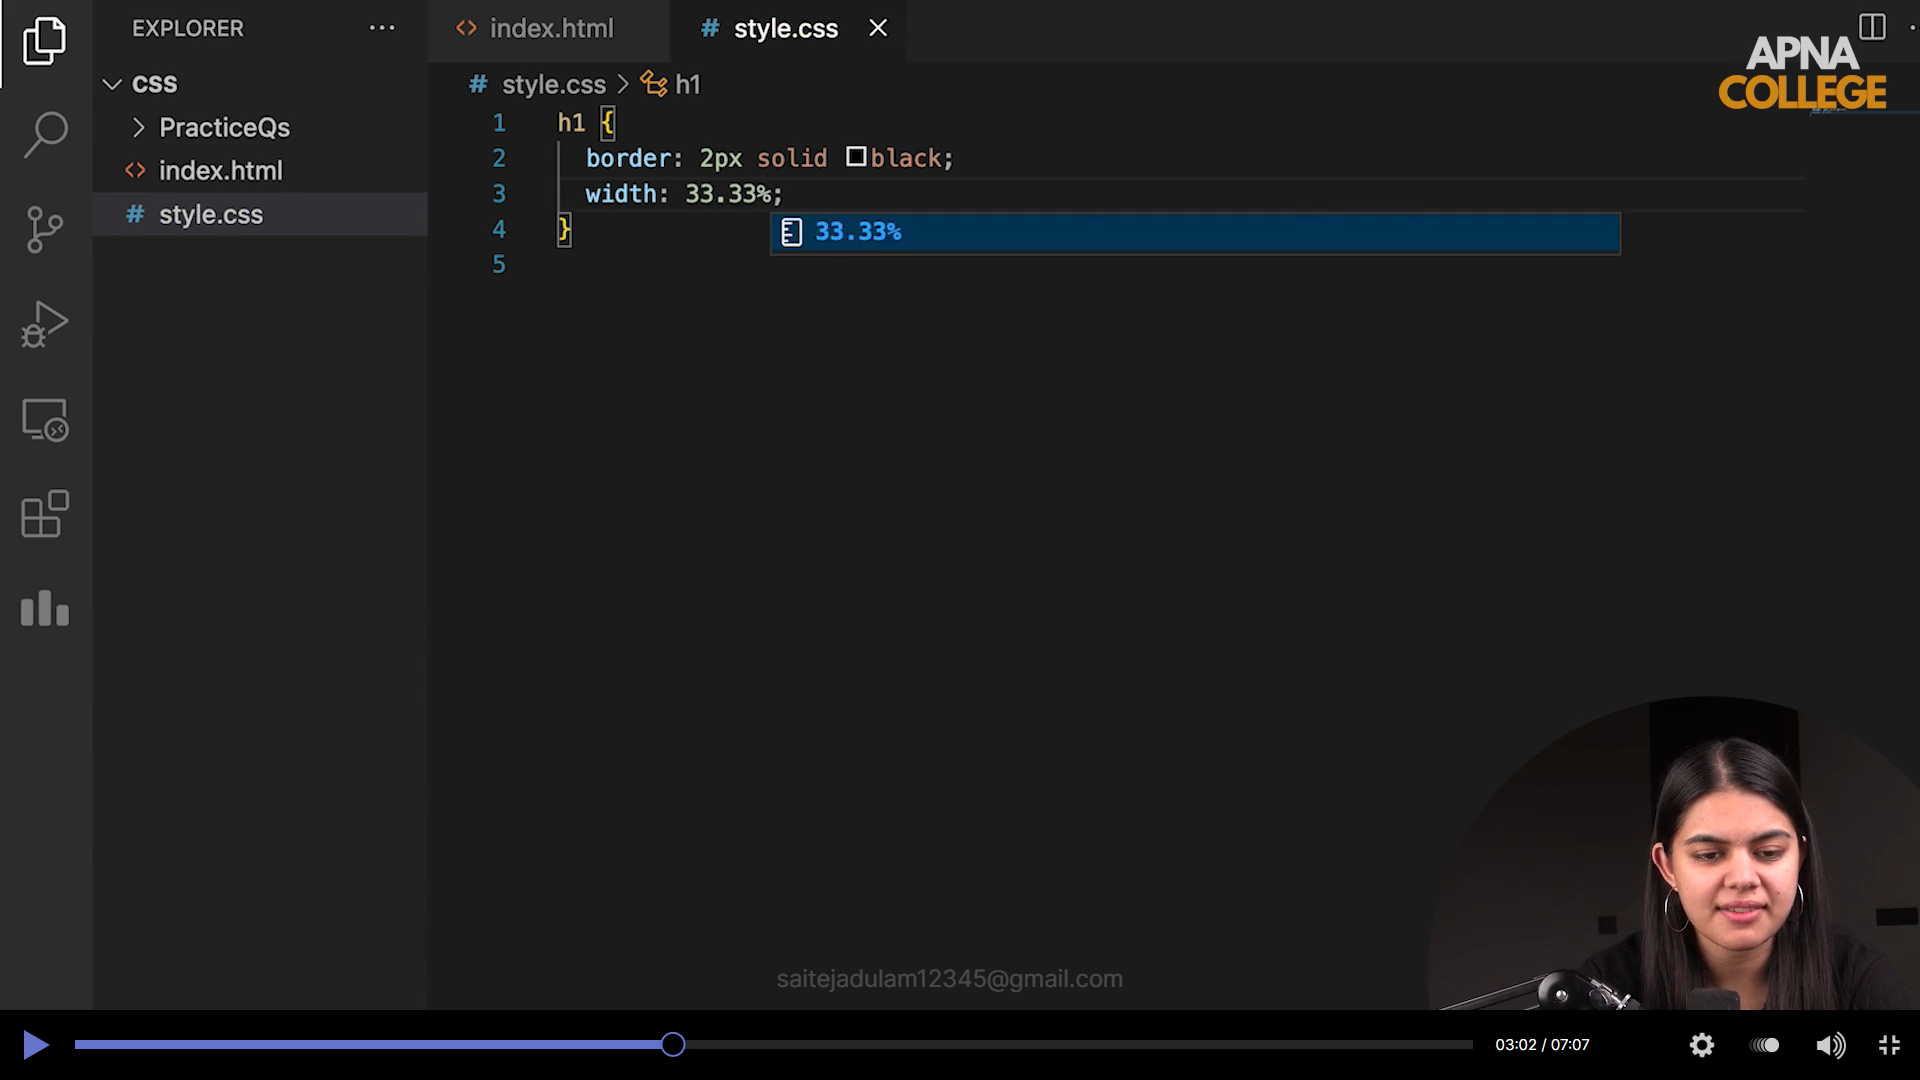 EXPLORER
index.html
# style.css
APNA
COLLEGE
CSS
PracticeQs
index.html
# style.css
# style.css > h1
1 h1 {
2 border: 2px solid black;
3 width: 33.33%;
4 }
5
33.33%
saitejadulam12345@gmail.com
03:02 / 07:07